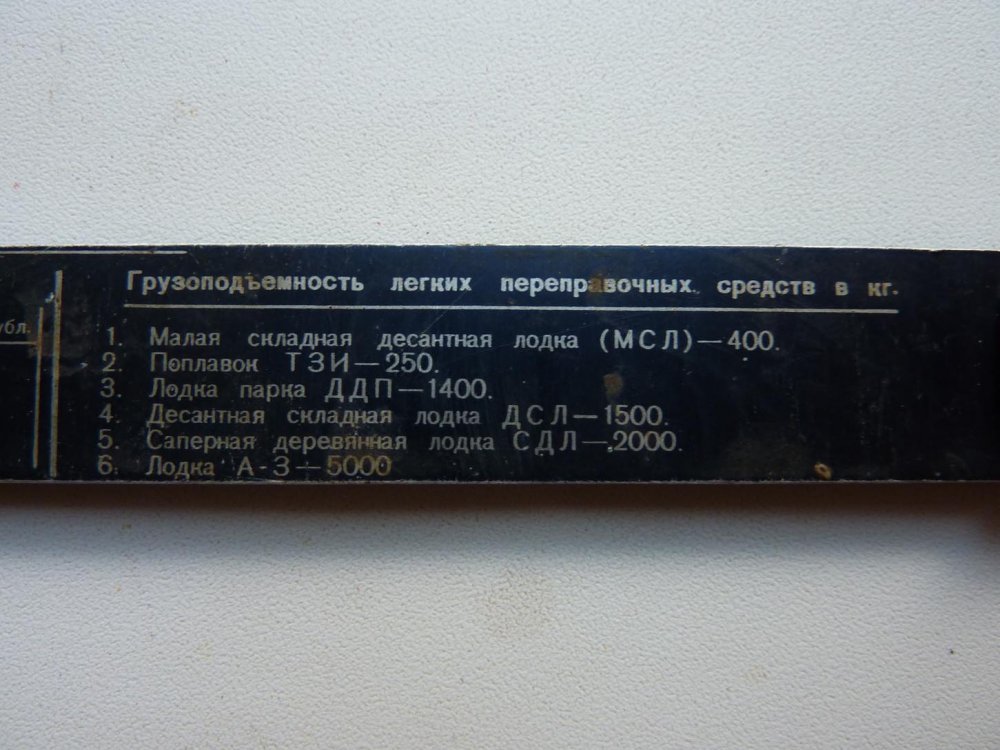 Грузоподъемность легких переправочных средств в кг.
убл.
1. Малая складная десантная лодка (МСЛ)—400.
2. Поплавок ТЗИ—250.
3. Лодка парка ДДП—1400.
4. Десантная складная лодка ДСЛ—1500.
5. Саперная деревянная лодка СДЛ—2000.
6. Лодка А-3—5000